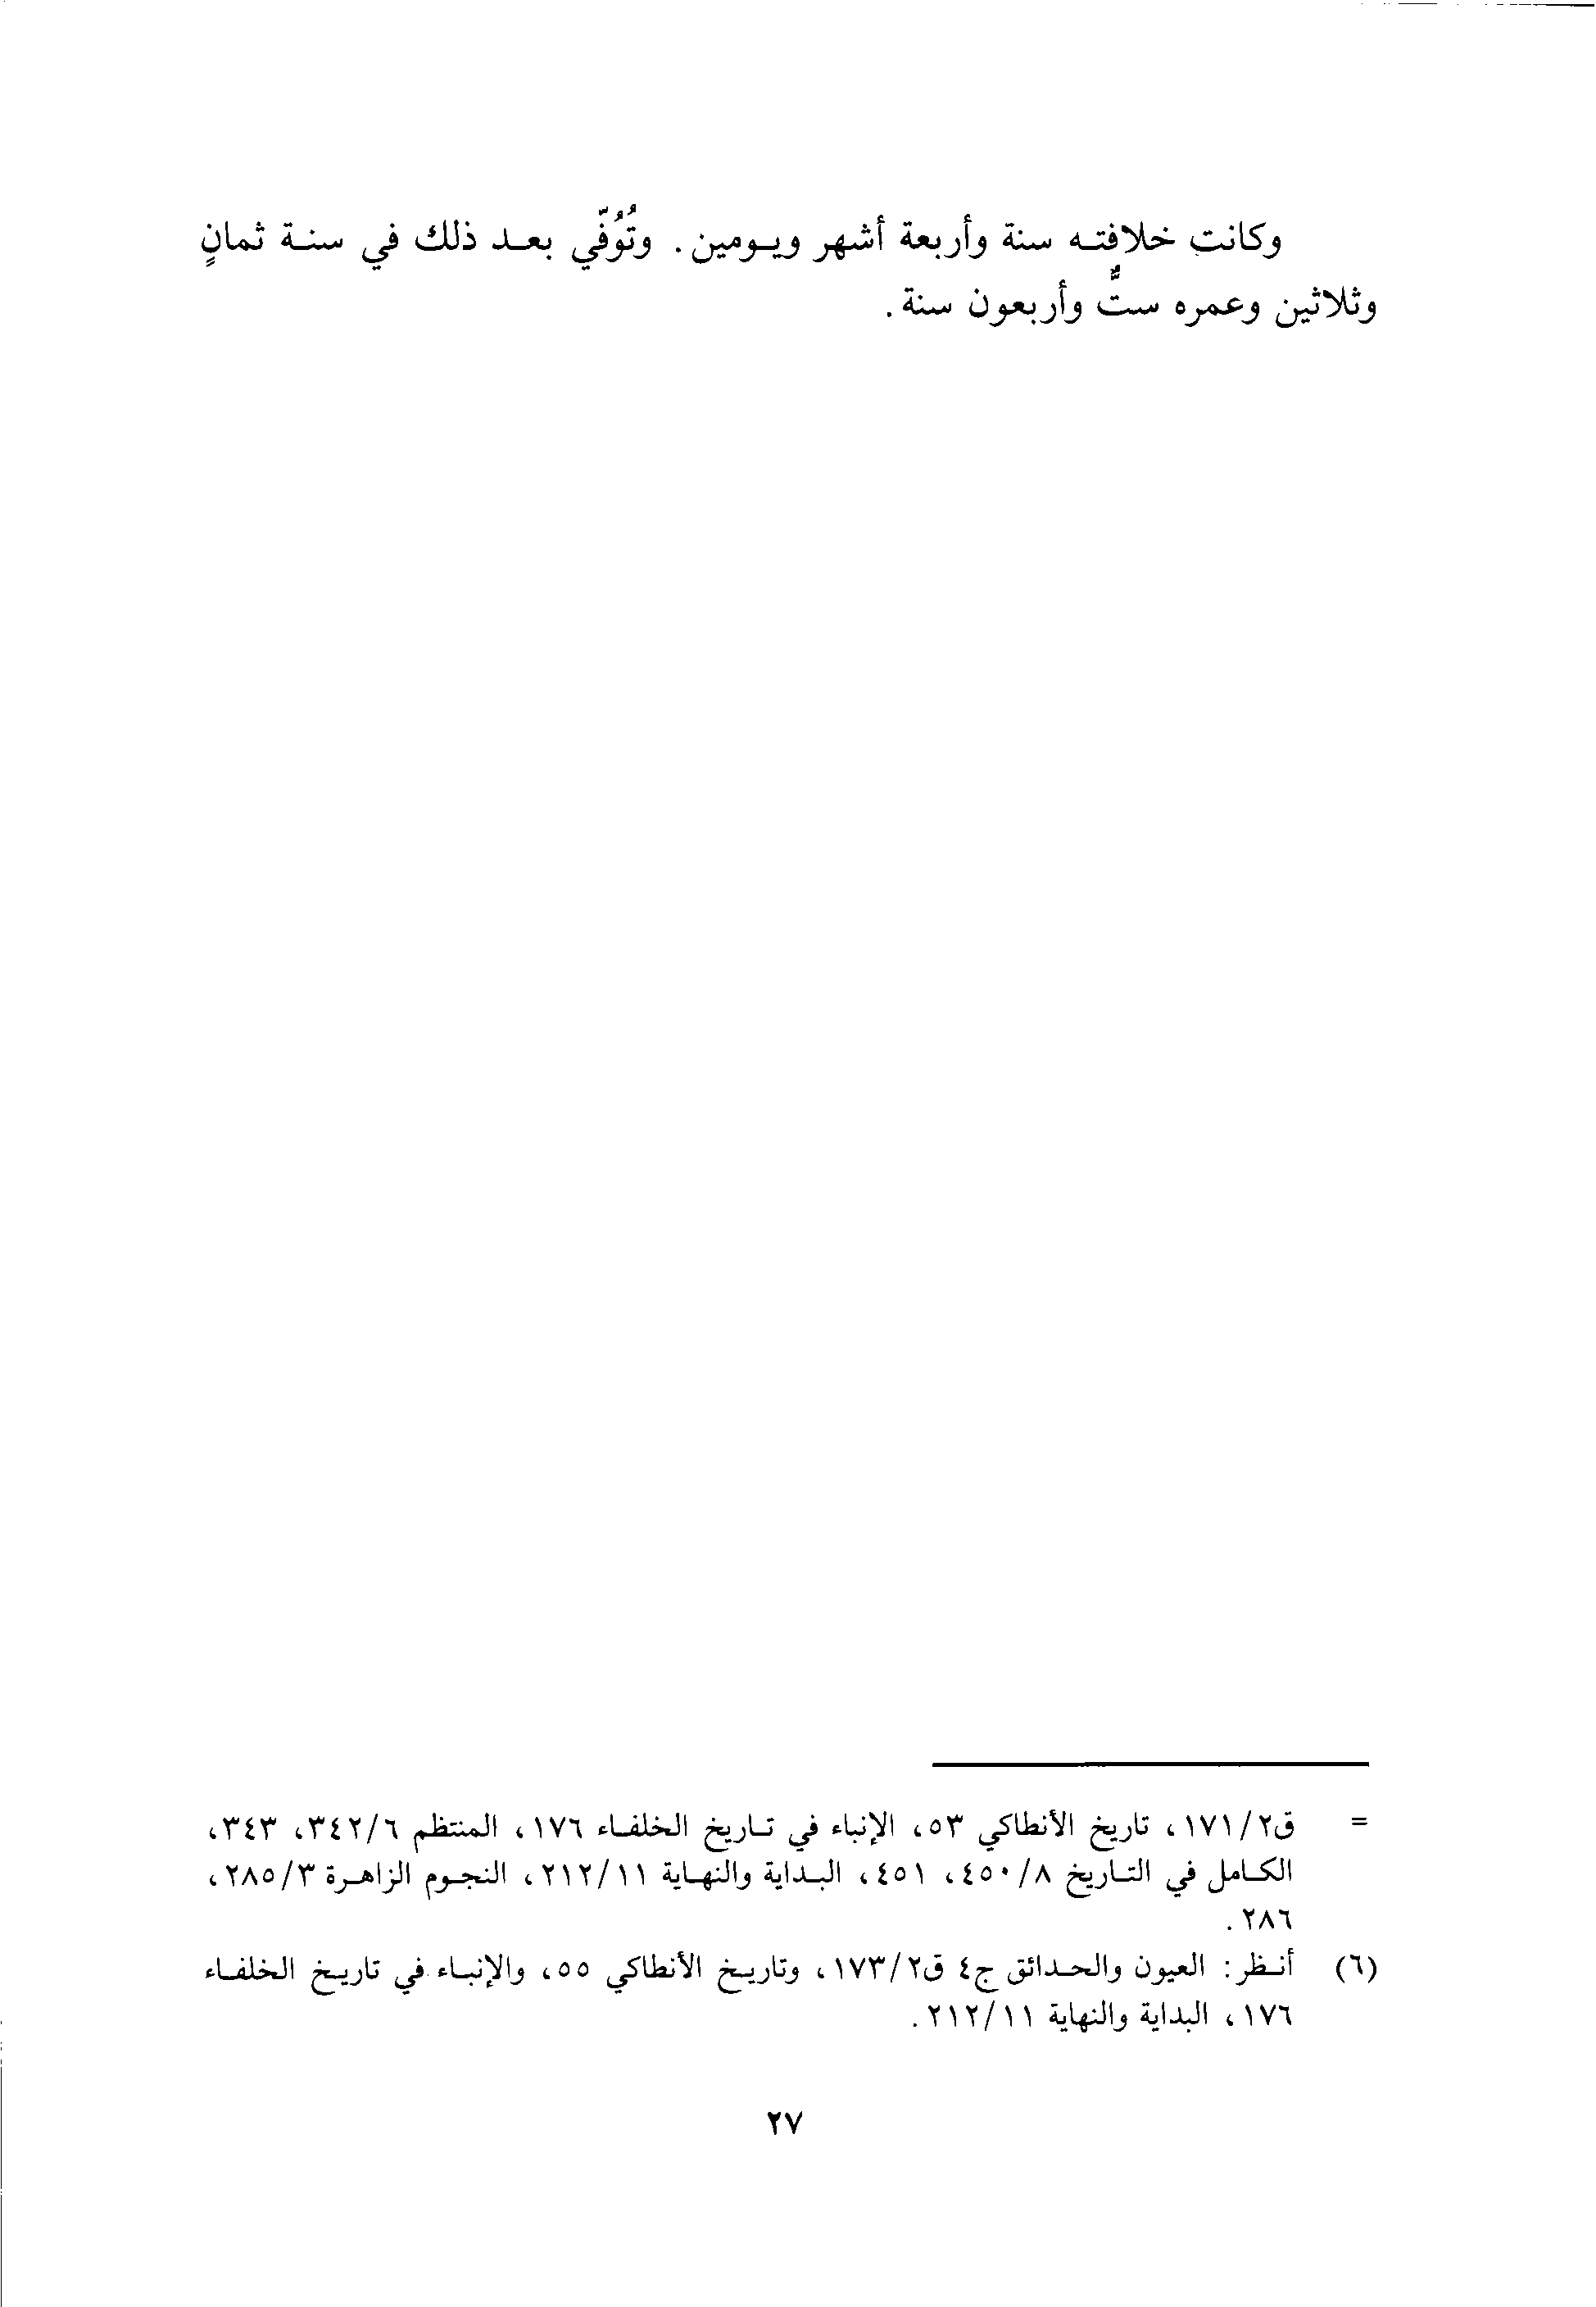 وكانت خلافته سنة وأربعة أشهر ويومين. وتُوُفّي بعد ذلك في سنة ثمانٍ
وثلاثين وعمره ستٌّ وأربعون سنة.
= ق٢/١٧١، تاريخ الأنطاكي ٥٣، الإنباء في تاريخ الخلفاء ١٧٦، المنتظم ٣٤٢/٦، ٣٤٣،
الكامل في التاريخ ٤٥٠/٨، ٤٥١، البداية والنهاية ٢١٢/١١، النجوم الزاهرة ٢٨٥/٣،
٢٨٦.
(٦) أنظر: العيون والحدائق ج٤ ق٢/١٧٣، وتاريخ الأنطاكي ٥٥، والإنباء في تاريخ الخلفاء
١٧٦، البداية والنهاية ٢١٢/١١.
٢٧